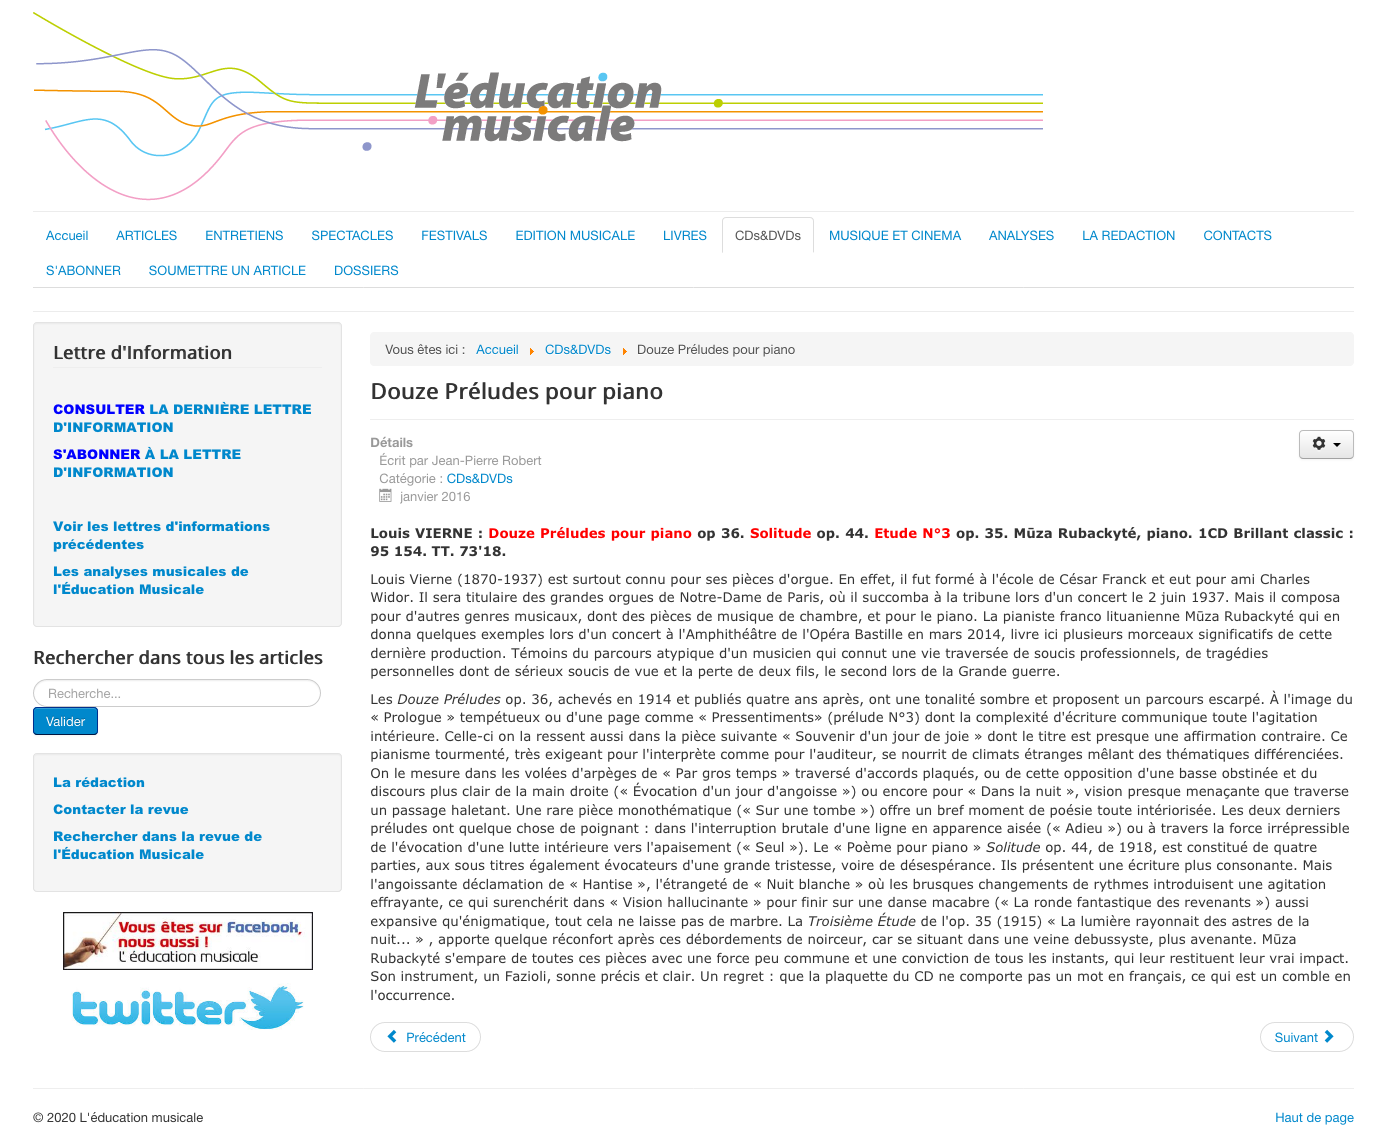 L'éducation
musicale
Accueil ARTICLES ENTRETIENS SPECTACLES FESTIVALS EDITION MUSICALE LIVRES CDs&DVDs MUSIQUE ET CINEMA ANALYSES LA REDACTION CONTACTS
S'ABONNER SOUMETTRE UN ARTICLE DOSSIERS
Lettre d'Information
CONSULTER LA DERNIÈRE LETTRE
D'INFORMATION
S'ABONNER À LA LETTRE
D'INFORMATION
Voir les lettres d'informations
précédentes
Les analyses musicales de
l'Éducation Musicale
Rechercher dans tous les articles
Recherche...
Valider
La rédaction
Contacter la revue
Rechercher dans la revue de
l'Éducation Musicale
Vous êtes sur Facebook,
nous aussi !
L' éducation musicale
twitter
Vous êtes ici : Accueil CDs&DVDs Douze Préludes pour piano
Douze Préludes pour piano
Détails
Écrit par Jean-Pierre Robert
Catégorie : CDs&DVDs
janvier 2016
Louis VIERNE : Douze Préludes pour piano op 36. Solitude op. 44. Etude N°3 op. 35. Mūza Rubackyté, piano. 1CD Brillant classic :
95 154. TT. 73'18.
Louis Vierne (1870-1937) est surtout connu pour ses pièces d'orgue. En effet, il fut formé à l'école de César Franck et eut pour ami Charles
Widor. Il sera titulaire des grandes orgues de Notre-Dame de Paris, où il succomba à la tribune lors d'un concert le 2 juin 1937. Mais il composa
pour d'autres genres musicaux, dont des pièces de musique de chambre, et pour le piano. La pianiste franco lituanienne Mūza Rubackyté qui en
donna quelques exemples lors d'un concert à l'Amphithéâtre de l'Opéra Bastille en mars 2014, livre ici plusieurs morceaux significatifs de cette
dernière production. Témoins du parcours atypique d'un musicien qui connut une vie traversée de soucis professionnels, de tragédies
personnelles dont de sérieux soucis de vue et la perte de deux fils, le second lors de la Grande guerre.
Les Douze Préludes op. 36, achevés en 1914 et publiés quatre ans après, ont une tonalité sombre et proposent un parcours escarpé. À l'image du
« Prologue » tempétueux ou d'une page comme « Pressentiments» (prélude N°3) dont la complexité d'écriture communique toute l'agitation
intérieure. Celle-ci on la ressent aussi dans la pièce suivante « Souvenir d'un jour de joie » dont le titre est presque une affirmation contraire. Ce
pianisme tourmenté, très exigeant pour l'interprète comme pour l'auditeur, se nourrit de climats étranges mêlant des thématiques différenciées.
On le mesure dans les volées d'arpèges de « Par gros temps » traversé d'accords plaqués, ou de cette opposition d'une basse obstinée et du
discours plus clair de la main droite (« Évocation d'un jour d'angoisse ») ou encore pour « Dans la nuit », vision presque menaçante que traverse
un passage haletant. Une rare pièce monothématique (« Sur une tombe ») offre un bref moment de poésie toute intériorisée. Les deux derniers
préludes ont quelque chose de poignant : dans l'interruption brutale d'une ligne en apparence aisée (« Adieu ») ou à travers la force irrépressible
de l'évocation d'une lutte intérieure vers l'apaisement (« Seul »). Le « Poème pour piano » Solitude op. 44, de 1918, est constitué de quatre
parties, aux sous titres également évocateurs d'une grande tristesse, voire de désespérance. Ils présentent une écriture plus consonante. Mais
l'angoissante déclamation de « Hantise », l'étrangeté de « Nuit blanche » où les brusques changements de rythmes introduisent une agitation
effrayante, ce qui surenchérit dans « Vision hallucinante » pour finir sur une danse macabre (« La ronde fantastique des revenants ») aussi
expansive qu'énigmatique, tout cela ne laisse pas de marbre. La Troisième Étude de l'op. 35 (1915) « La lumière rayonnait des astres de la
nuit... » , apporte quelque réconfort après ces débordements de noirceur, car se situant dans une veine debussyste, plus avenante. Mūza
Rubackyté s'empare de toutes ces pièces avec une force peu commune et une conviction de tous les instants, qui leur restituent leur vrai impact.
Son instrument, un Fazioli, sonne précis et clair. Un regret : que la plaquette du CD ne comporte pas un mot en français, ce qui est un comble en
l'occurrence.
Précédent Suivant
© 2020 L'éducation musicale Haut de page